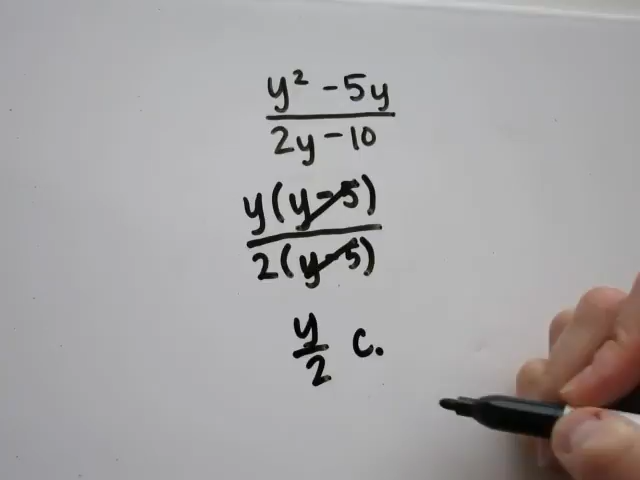 y² - 5y
2y - 10
y(y - 5)
2(y - 5)
y/2 c.